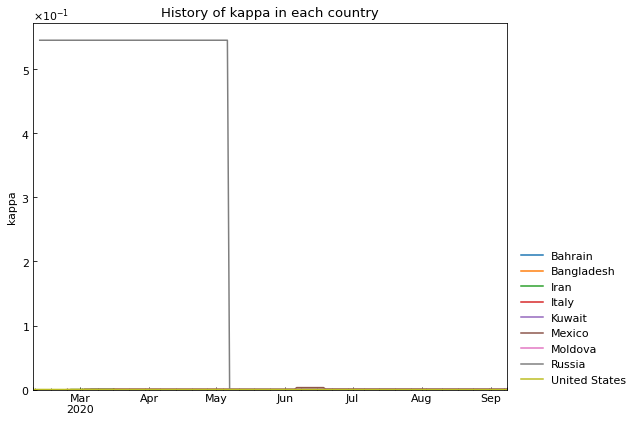 History of kappa in each country
×10⁻¹
kappa
5
4
3
2
1
0
Mar
2020
Apr
May
Jun
Jul
Aug
Sep
Bahrain
Bangladesh
Iran
Italy
Kuwait
Mexico
Moldova
Russia
United States